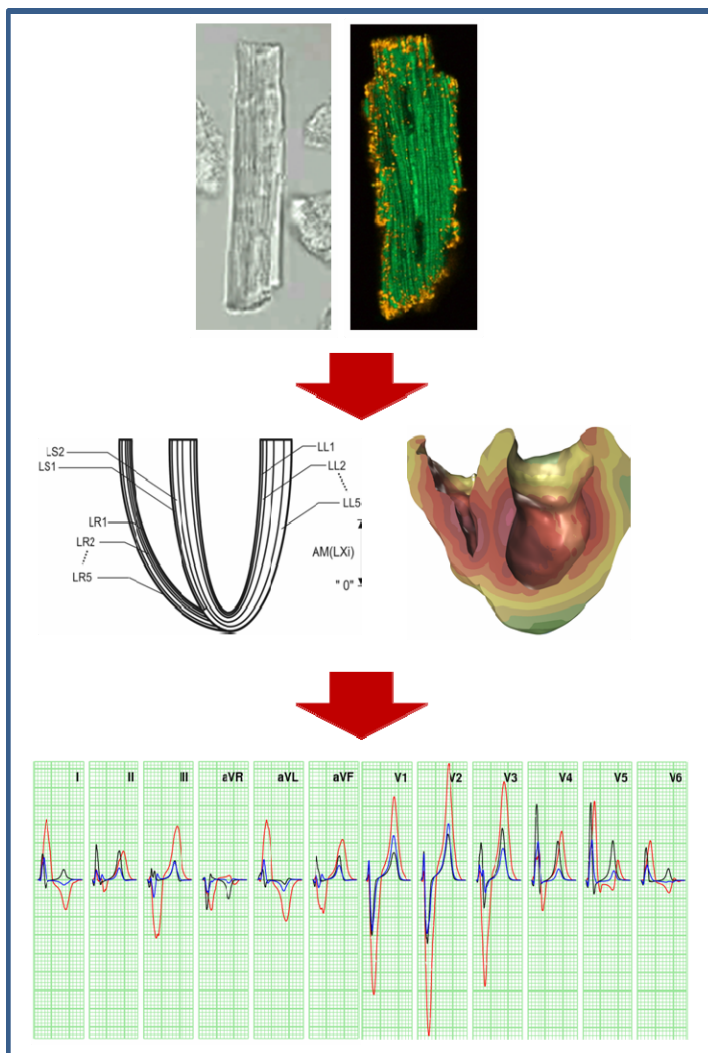 LS2
LS1
LR1
LR2
LR5
LL1
LL2
LL5
AM(LXi)
" 0"
I II III aVR aVL aVF V1 V2 V3 V4 V5 V6